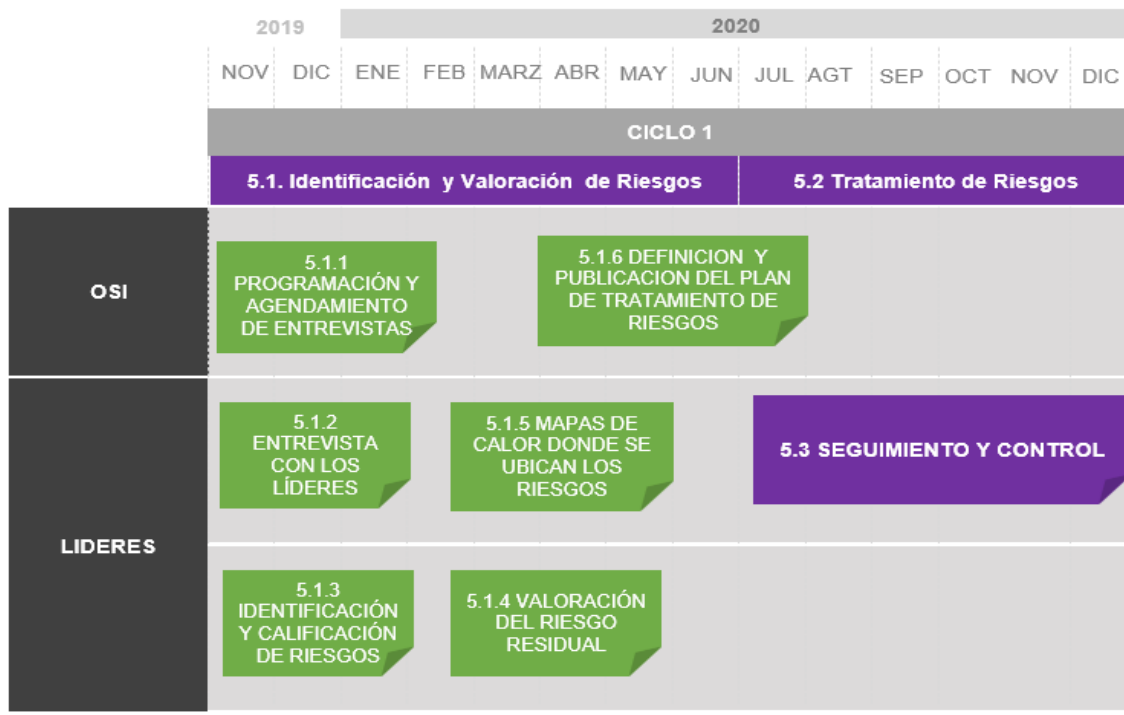 2019 2020
NOV DIC ENE FEB MARZ ABR MAY JUN JUL AGT SEP OCT NOV DIC
CICLO 1
5.1. Identificación y Valoración de Riesgos 5.2 Tratamiento de Riesgos
OSI
5.1.1
PROGRAMACIÓN Y
AGENDAMIENTO
DE ENTREVISTAS
5.1.6 DEFINICION Y
PUBLICACION DEL PLAN
DE TRATAMIENTO DE
RIESGOS
LIDERES
5.1.2
ENTREVISTA
CON LOS
LÍDERES
5.1.5 MAPAS DE
CALOR DONDE SE
UBICAN LOS
RIESGOS
5.3 SEGUIMIENTO Y CONTROL
5.1.3
IDENTIFICACIÓN
Y CALIFICACIÓN
DE RIESGOS
5.1.4 VALORACIÓN
DEL RIESGO
RESIDUAL